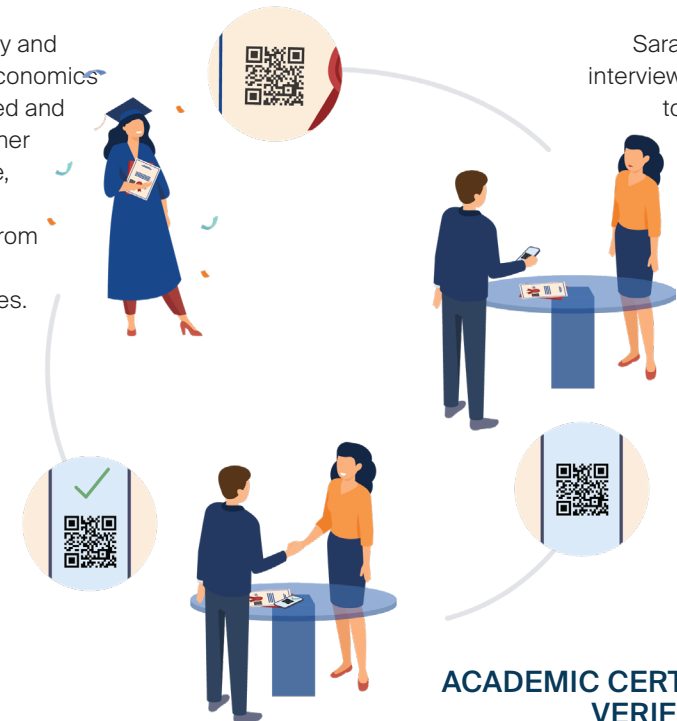 y and
conomics
ed and
her
e,
rom
es.
Sara
interview
to
ACADEMIC CERT
VERIF